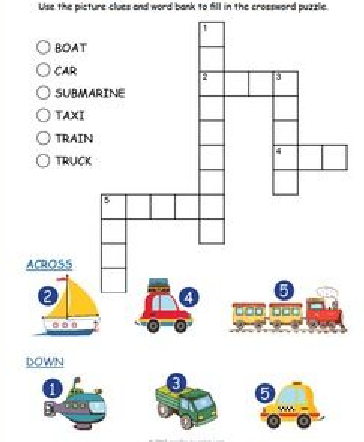 Use the picture clues and word bank to fill in the crossword puzzle.
BOAT
CAR
SUBMARINE
TAXI
TRAIN
TRUCK
1
2
3
4
5
ACROSS
2
4
5
DOWN
1
3
5